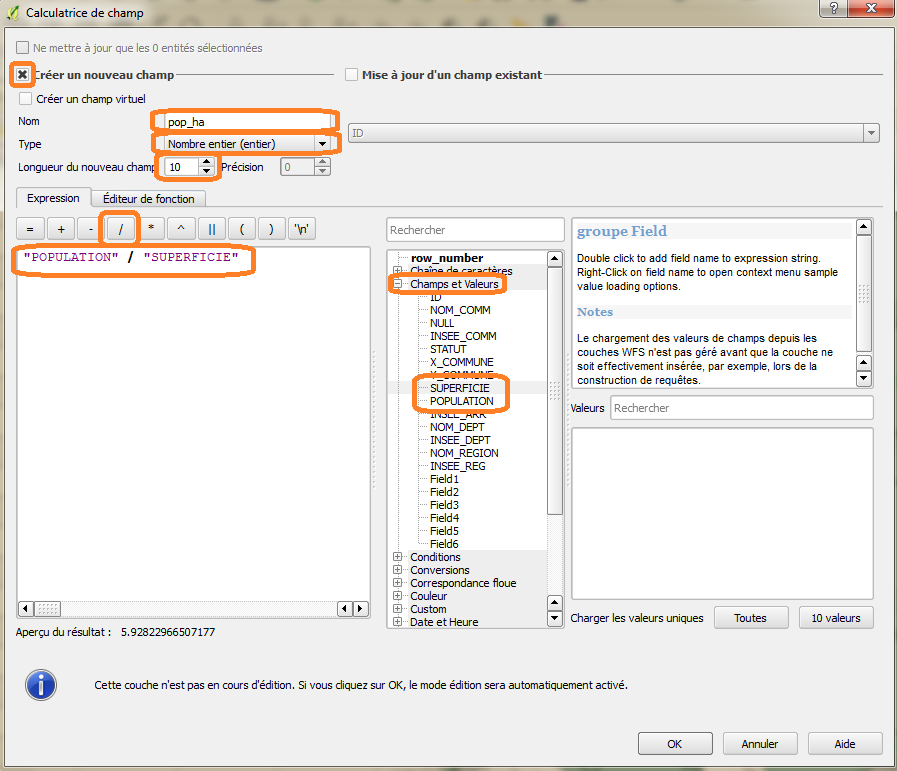 Calculatrice de champ
Ne mettre à jour que les 0 entités sélectionnées
Créer un nouveau champ
Mise à jour d'un champ existant
Créer un champ virtuel
Nom pop_ha
ID
Type Nombre entier (entier)
Longueur du nouveau champ 10 Précision 0
Expression Éditeur de fonction
= + - / * ^ || ( ) '\n'
"POPULATION" / "SUPERFICIE"
Aperçu du résultat : 5.92822966507177
Rechercher
row_number
Chaîne de caractères
Champs et Valeurs
ID
NOM_COMM
NULL
INSEE_COMM
STATUT
X_COMMUNE
Y_COMMUNE
SUPERFICIE
POPULATION
INSEE_ARR
NOM_DEPT
INSEE_DEPT
NOM_REGION
INSEE_REG
Field1
Field2
Field3
Field4
Field5
Field6
Conditions
Conversions
Correspondance floue
Couleur
Custom
Date et Heure
groupe Field
Double click to add field name to expression string.
Right-Click on field name to open context menu sample
value loading options.
Notes
Le chargement des valeurs de champs depuis les
couches WFS n'est pas géré avant que la couche ne
soit effectivement insérée, par exemple, lors de la
construction de requêtes.
Valeurs Rechercher
Charger les valeurs uniques Toutes 10 valeurs
Cette couche n'est pas en cours d'édition. Si vous cliquez sur OK, le mode édition sera automatiquement activé.
OK Annuler Aide